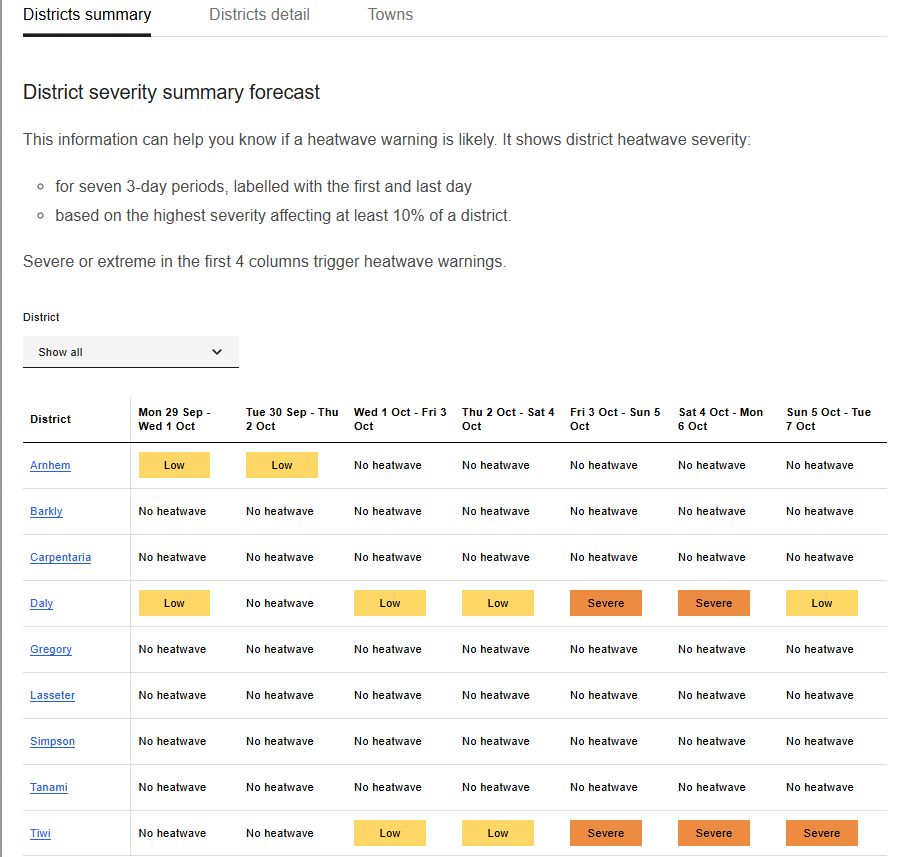 Districts summary Districts detail Towns
District severity summary forecast
This information can help you know if a heatwave warning is likely. It shows district heatwave severity:
for seven 3-day periods, labelled with the first and last day
based on the highest severity affecting at least 10% of a district.
Severe or extreme in the first 4 columns trigger heatwave warnings.
District
Show all
District Mon 29 Sep - Wed 1 Oct Tue 30 Sep - Thu 2 Oct Wed 1 Oct - Fri 3 Oct Thu 2 Oct - Sat 4 Oct Fri 3 Oct - Sun 5 Oct Sat 4 Oct - Mon 6 Oct Sun 5 Oct - Tue 7 Oct
Arnhem Low Low No heatwave No heatwave No heatwave No heatwave No heatwave
Barkly No heatwave No heatwave No heatwave No heatwave No heatwave No heatwave No heatwave
Carpentaria No heatwave No heatwave No heatwave No heatwave No heatwave No heatwave No heatwave
Daly Low No heatwave Low Low Severe Severe Low
Gregory No heatwave No heatwave No heatwave No heatwave No heatwave No heatwave No heatwave
Lasseter No heatwave No heatwave No heatwave No heatwave No heatwave No heatwave No heatwave
Simpson No heatwave No heatwave No heatwave No heatwave No heatwave No heatwave No heatwave
Tanami No heatwave No heatwave No heatwave No heatwave No heatwave No heatwave No heatwave
Tiwi No heatwave No heatwave Low Low Severe Severe Severe